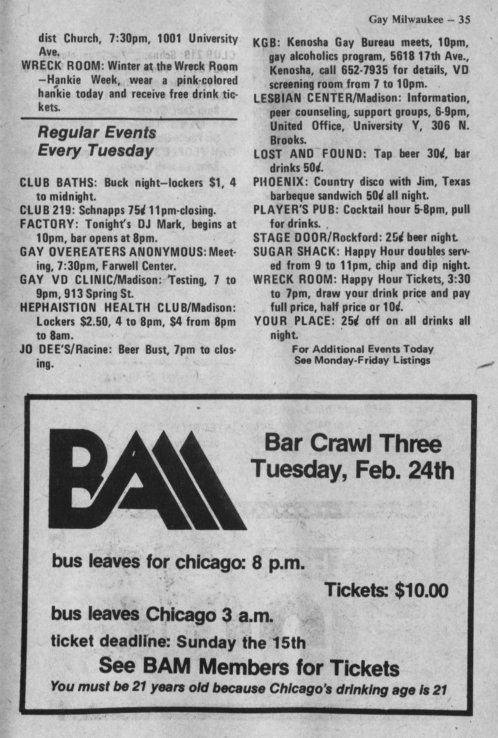 Gay Milwaukee — 35
dist Church, 7:30pm, 1001 University
Ave.
WRECK ROOM: Winter at the Wreck Room
—Hankie Week, wear a pink-colored
hankie today and receive free drink tic-
kets.
Regular Events
Every Tuesday
CLUB BATHS: Buck night—lockers $1, 4
to midnight.
CLUB 219: Schnapps 75¢ 11pm-closing.
FACTORY: Tonight's DJ Mark, begins at
10pm, bar opens at 8pm.
GAY OVEREATERS ANONYMOUS: Meet-
ing, 7:30pm, Farwell Center.
GAY VD CLINIC/Madison: Testing, 7 to
9pm, 913 Spring St.
HEPHAISTION HEALTH CLUB/Madison:
Lockers $2.50, 4 to 8pm, $4 from 8pm
to 8am.
JO DEE'S/Racine: Beer Bust, 7pm to clos-
ing.
KGB: Kenosha Gay Bureau meets, 10pm,
gay alcoholics program, 5618 17th Ave.,
Kenosha, call 652-7935 for details, VD
screening room from 7 to 10pm.
LESBIAN CENTER/Madison: Information,
peer counseling, support groups, 6-9pm,
United Office, University Y, 306 N.
Brooks.
LOST AND FOUND: Tap beer 30¢, bar
drinks 50¢.
PHOENIX: Country disco with Jim, Texas
barbeque sandwich 50¢ all night.
PLAYER'S PUB: Cocktail hour 5-8pm, pull
for drinks.
STAGE DOOR/Rockford: 25¢ beer night.
SUGAR SHACK: Happy Hour doubles serv-
ed from 9 to 11pm, chip and dip night.
WRECK ROOM: Happy Hour Tickets, 3:30
to 7pm, draw your drink price and pay
full price, half price or 10¢.
YOUR PLACE: 25¢ off on all drinks all
night.
For Additional Events Today
See Monday-Friday Listings
BAM
Bar Crawl Three
Tuesday, Feb. 24th
bus leaves for chicago: 8 p.m.
Tickets: $10.00
bus leaves Chicago 3 a.m.
ticket deadline: Sunday the 15th
See BAM Members for Tickets
You must be 21 years old because Chicago's drinking age is 21